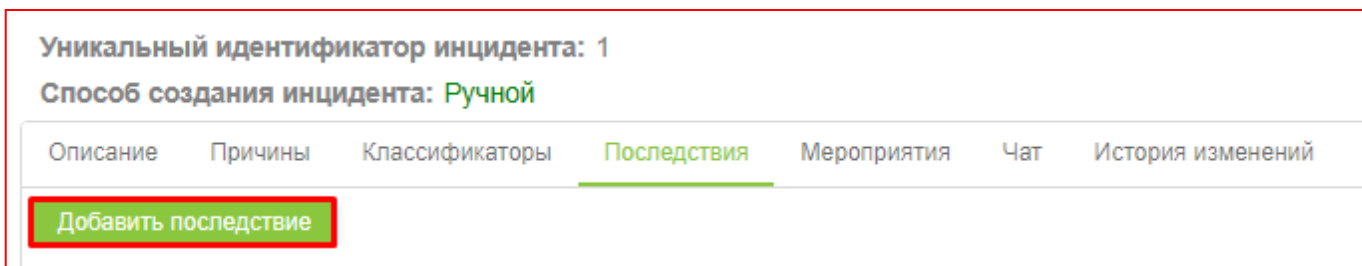 Уникальный идентификатор инцидента: 1
Способ создания инцидента: Ручной
Описание Причины Классификаторы Последствия Мероприятия Чат История изменений
Добавить последствие